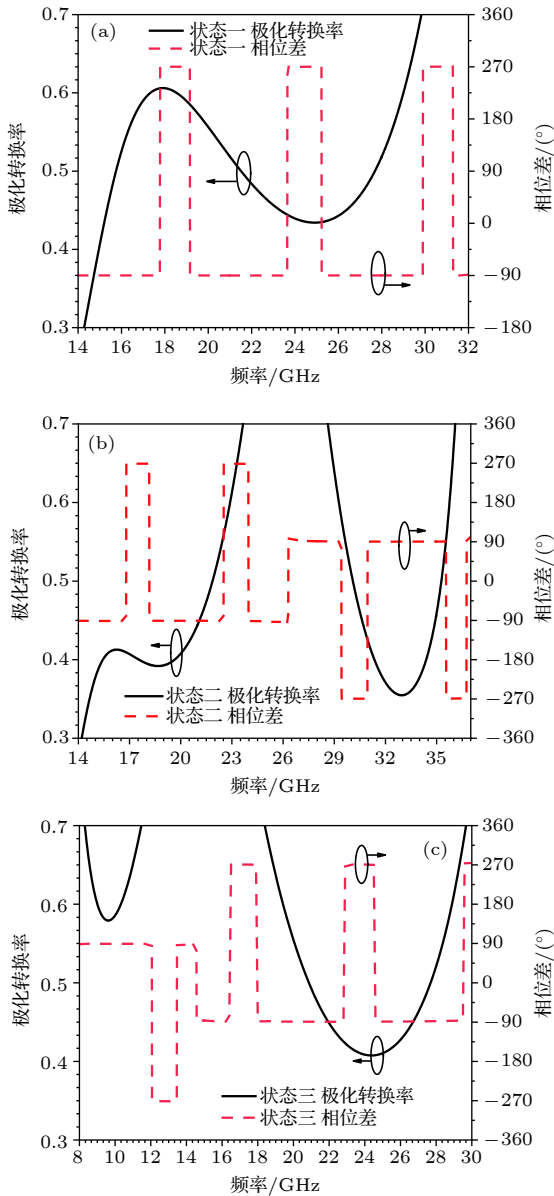 (a)
状态一 极化转换率
状态一 相位差
0.7
0.6
0.5
0.4
0.3
极化转换率
360
270
180
90
0
−90
−180
相位差/(°)
14 16 18 20 22 24 26 28 30 32
频率/GHz
(b)
0.7
0.6
0.5
0.4
0.3
极化转换率
360
270
180
90
0
−90
−180
−270
−360
相位差/(°)
状态二 极化转换率
状态二 相位差
14 17 20 23 26 29 32 35
频率/GHz
(c)
0.7
0.6
0.5
0.4
0.3
极化转换率
360
270
180
90
0
−90
−180
−270
−360
相位差/(°)
状态三 极化转换率
状态三 相位差
8 10 12 14 16 18 20 22 24 26 28 30
频率/GHz